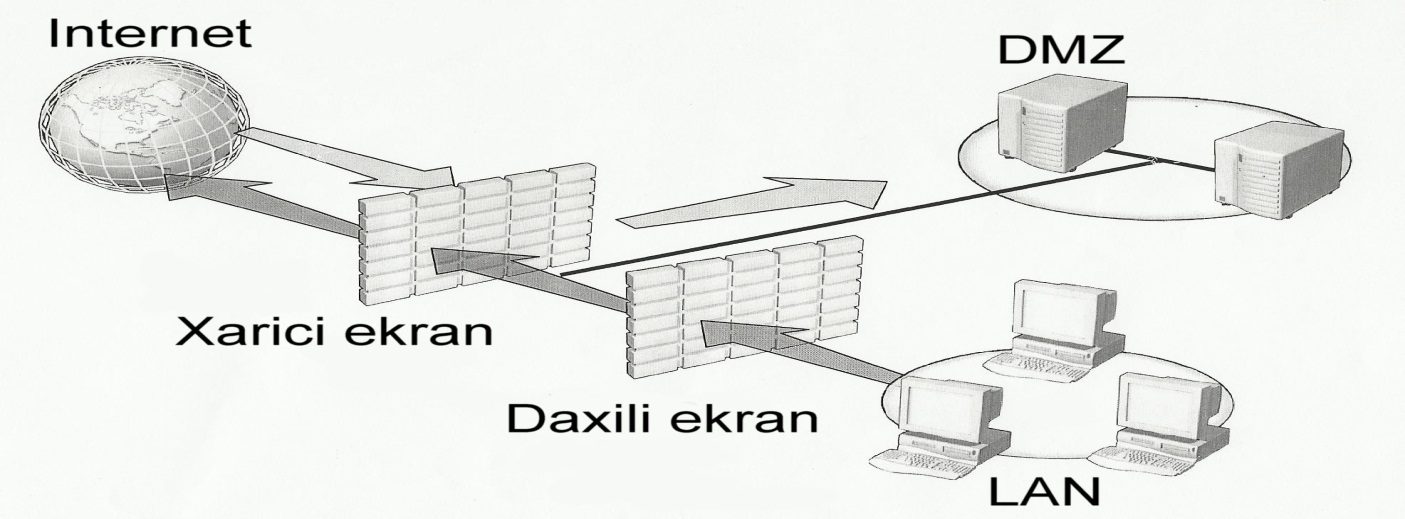 Internet
DMZ
Xarici ekran
Daxili ekran
LAN